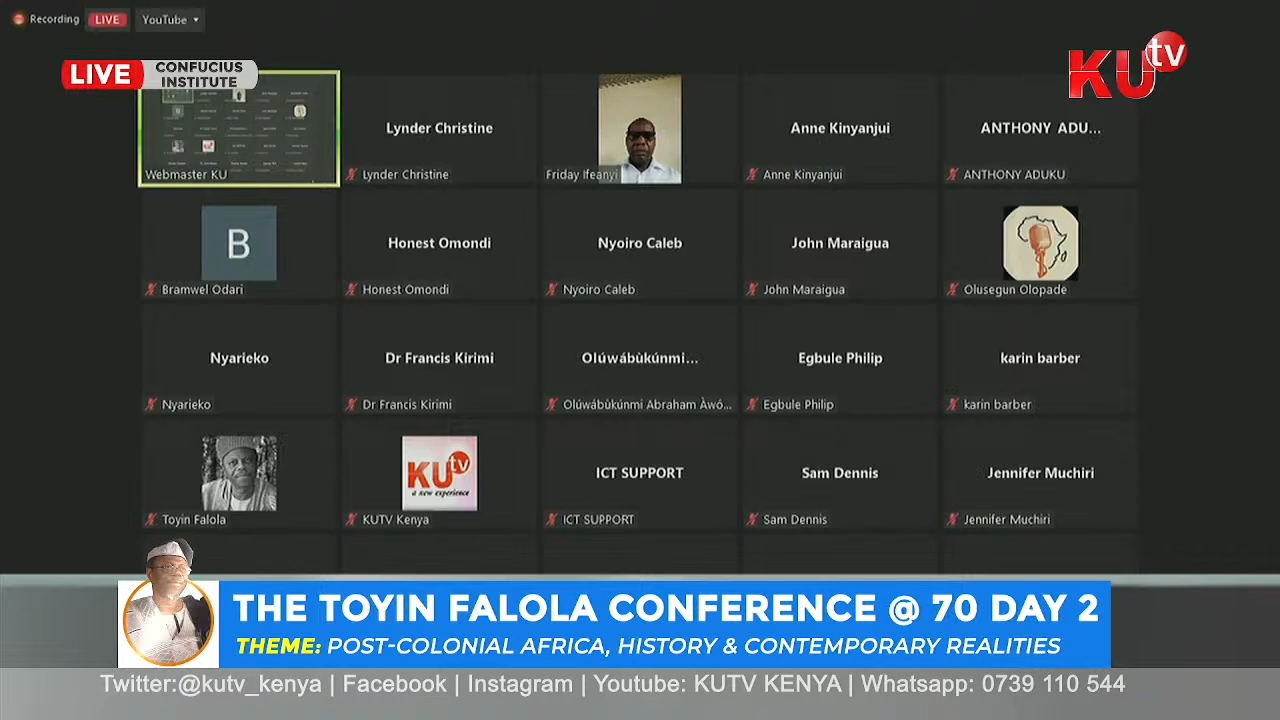 Recording
LIVE
YouTube
LIVE
CONFUCIUS
INSTITUTE
KU tv
Webmaster KU
Lynder Christine
Lynder Christine
Friday Ifeanyi
Anne Kinyanjui
Anne Kinyanjui
ANTHONY ADU...
ANTHONY ADUKU
B
Bramwel Odari
Honest Omondi
Honest Omondi
Nyoiro Caleb
Nyoiro Caleb
John Maraigua
John Maraigua
Olusegun Olopade
Nyarieko
Nyarieko
Dr Francis Kirimi
Dr Francis Kirimi
Olúwábùkúnmi...
Olúwábùkúnmi Abraham Àwó...
Egbule Philip
Egbule Philip
karin barber
karin barber
Toyin Falola
KU tv
a new experience
KUTV Kenya
ICT SUPPORT
ICT SUPPORT
Sam Dennis
Sam Dennis
Jennifer Muchiri
Jennifer Muchiri
THE TOYIN FALOLA CONFERENCE @ 70 DAY 2
THEME: POST-COLONIAL AFRICA, HISTORY & CONTEMPORARY REALITIES
Twitter:@kutv_kenya | Facebook | Instagram | Youtube: KUTV KENYA | Whatsapp: 0739 110 544